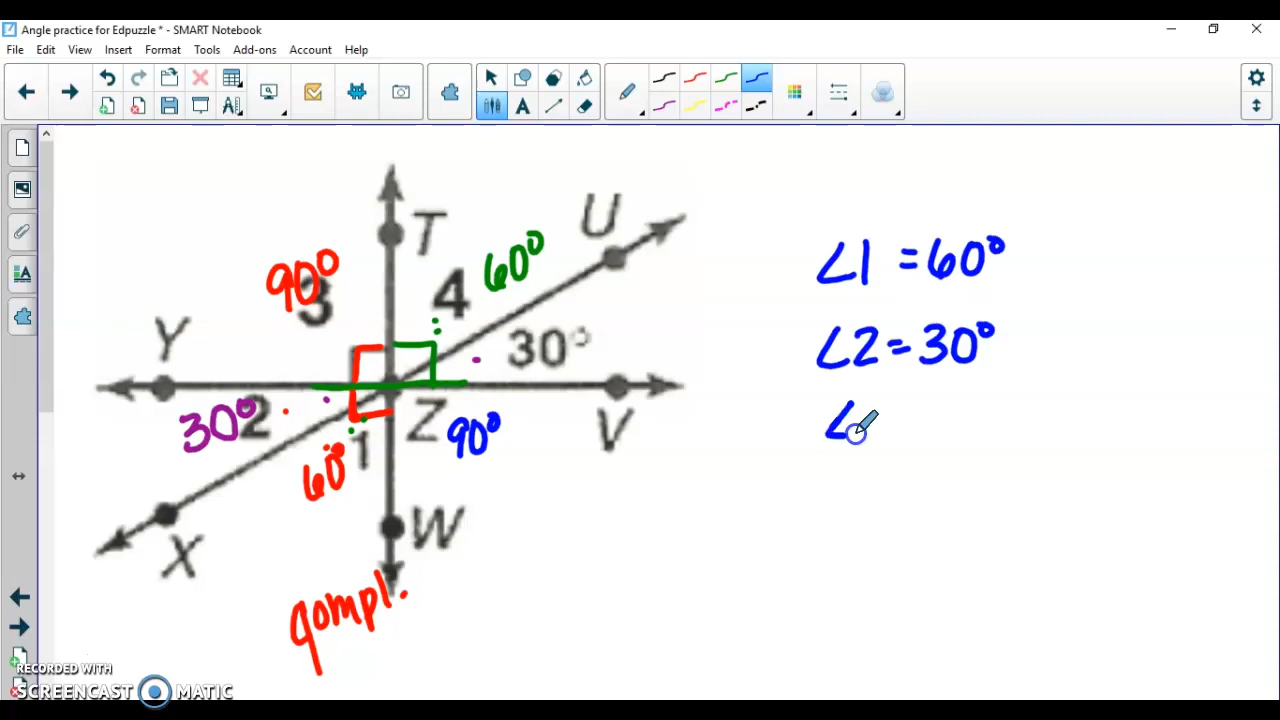 Angle practice for Edpuzzle * - SMART Notebook
File Edit View Insert Format Tools Add-ons Account Help
T
U
60°
90°
3
4
Y
30°
2
30°
Z
90°
V
60°
1
W
X
compl.
∠1 = 60°
∠2 = 30°
∠
RECORDED WITH
SCREENCAST MATIC